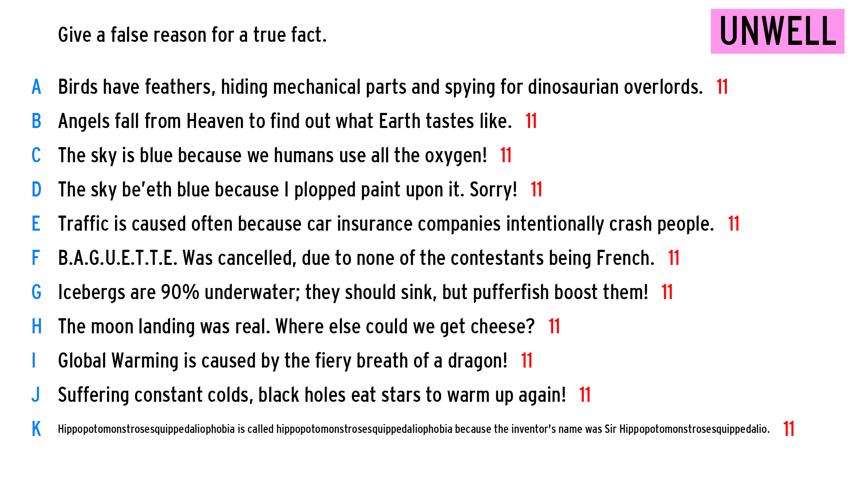 Give a false reason for a true fact.
UNWELL
A Birds have feathers, hiding mechanical parts and spying for dinosaurian overlords. 11
B Angels fall from Heaven to find out what Earth tastes like. 11
C The sky is blue because we humans use all the oxygen! 11
D The sky be'eth blue because I plopped paint upon it. Sorry! 11
E Traffic is caused often because car insurance companies intentionally crash people. 11
F B.A.G.U.E.T.T.E. Was cancelled, due to none of the contestants being French. 11
G Icebergs are 90% underwater; they should sink, but pufferfish boost them! 11
H The moon landing was real. Where else could we get cheese? 11
I Global Warming is caused by the fiery breath of a dragon! 11
J Suffering constant colds, black holes eat stars to warm up again! 11
K Hippopotomonstrosesquippedaliophobia is called hippopotomonstrosesquippedaliophobia because the inventor's name was Sir Hippopotomonstrosesquippedalio. 11